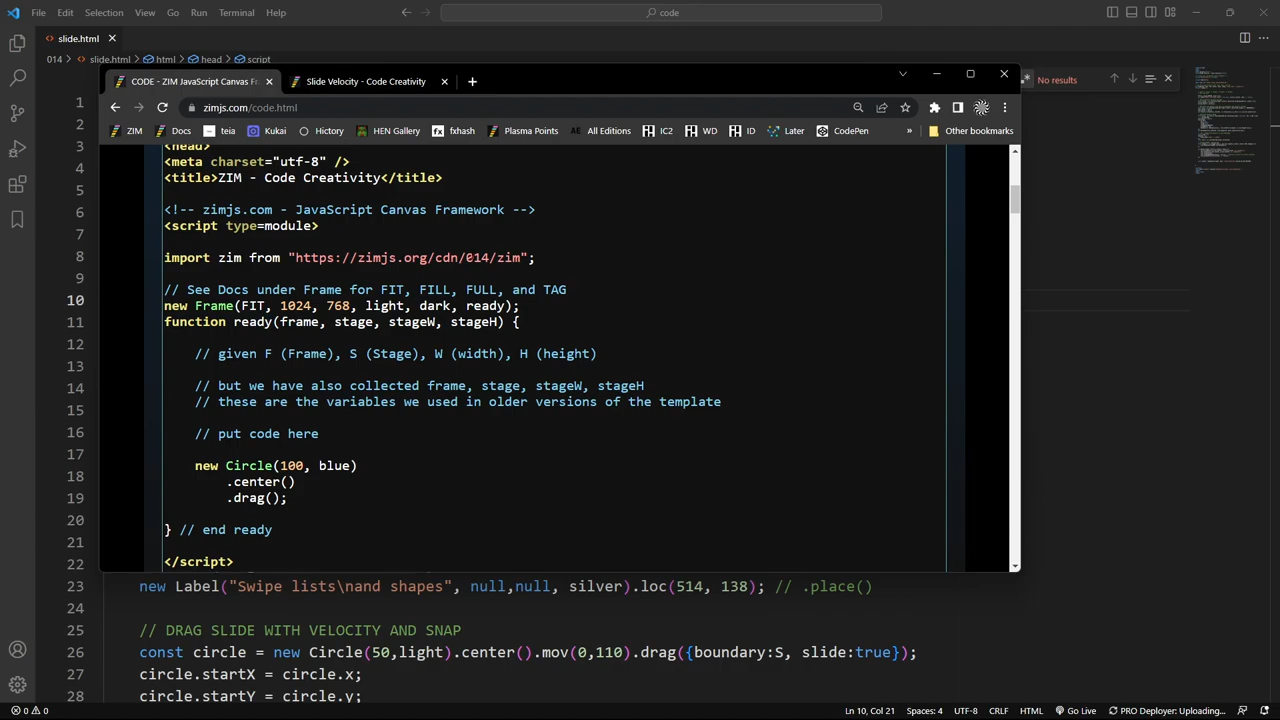 File Edit Selection View Go Run Terminal Help
code
slide.html
014 > slide.html > html > head > script
CODE - ZIM JavaScript Canvas Fr
Slide Velocity - Code Creativity
No results
zimjs.com/code.html
ZIM Docs teia Kukai History HEN Gallery fxhash Tezma Points All Editions IC2 WD ID Later CodePen » All Bookmarks
<head>
<meta charset="utf-8" />
<title>ZIM - Code Creativity</title>
<!-- zimjs.com - JavaScript Canvas Framework -->
<script type=module>
import zim from "https://zimjs.org/cdn/014/zim";
// See Docs under Frame for FIT, FILL, FULL, and TAG
new Frame(FIT, 1024, 768, light, dark, ready);
function ready(frame, stage, stageW, stageH) {
// given F (Frame), S (Stage), W (width), H (height)
// but we have also collected frame, stage, stageW, stageH
// these are the variables we used in older versions of the template
// put code here
new Circle(100, blue)
.center()
.drag();
} // end ready
</script>
1
2
3
4
5
6
7
8
9
10
11
12
13
14
15
16
17
18
19
20
21
22
23 new Label("Swipe lists\nand shapes", null,null, silver).loc(514, 138); // .place()
24
25 // DRAG SLIDE WITH VELOCITY AND SNAP
26 const circle = new Circle(50,light).center().mov(0,110).drag({boundary:S, slide:true});
27 circle.startX = circle.x;
28 circle.startY = circle.y;
0 0 Ln 10, Col 21 Spaces: 4 UTF-8 CRLF HTML Go Live PRO Deployer: Uploading...